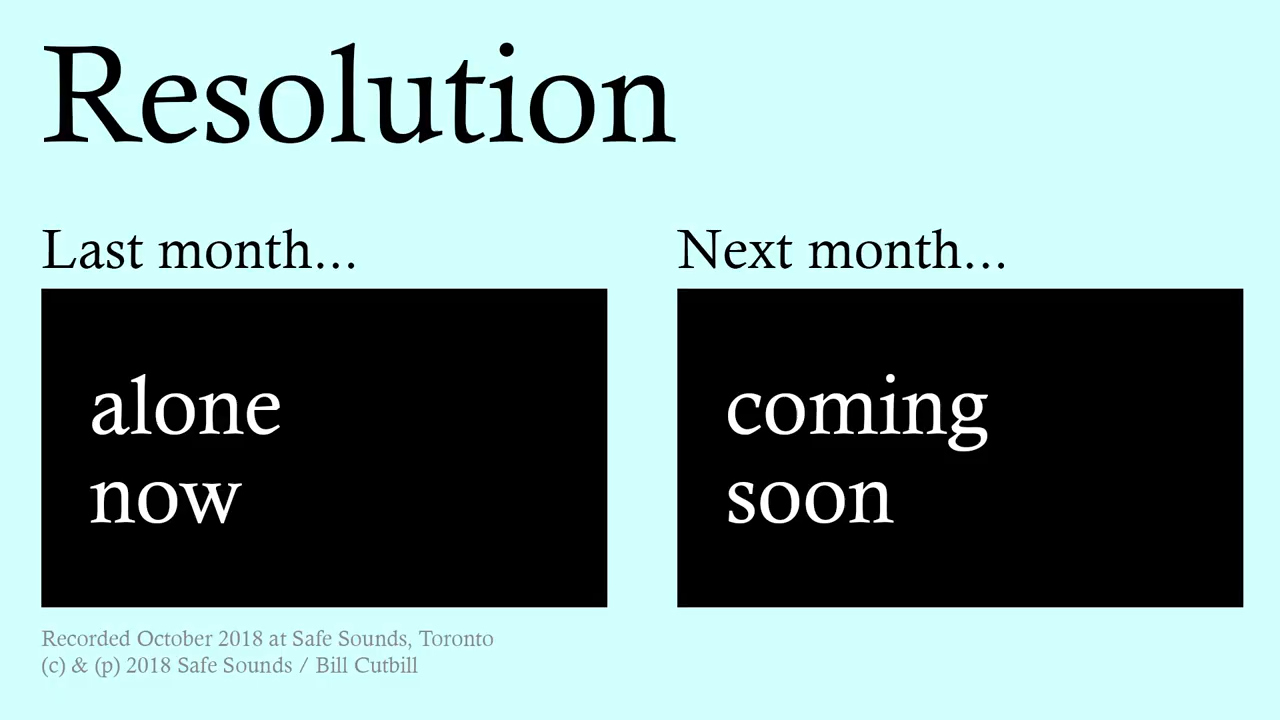 Resolution
Last month...
alone
now
Next month...
coming
soon
Recorded October 2018 at Safe Sounds, Toronto
(c) & (p) 2018 Safe Sounds / Bill Cutbill